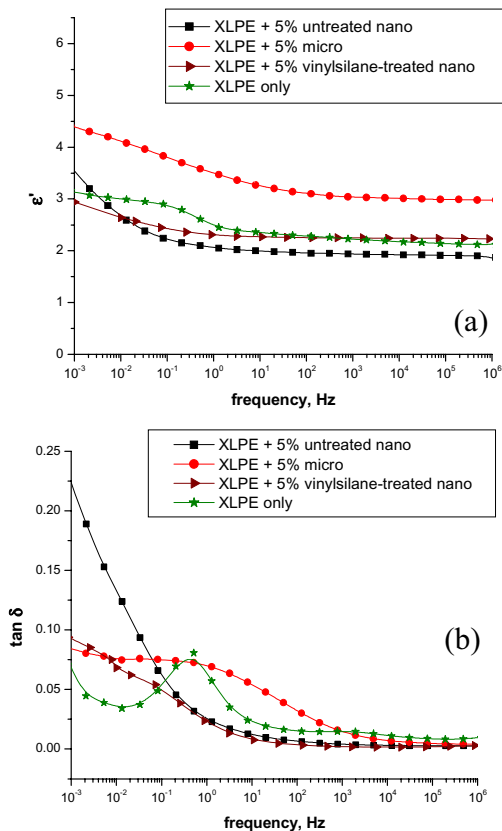 XLPE + 5% untreated nano
XLPE + 5% micro
XLPE + 5% vinylsilane-treated nano
XLPE only
ε'
6
5
4
3
2
1
0
(a)
10⁻³ 10⁻² 10⁻¹ 10⁰ 10¹ 10² 10³ 10⁴ 10⁵ 10⁶
frequency, Hz
XLPE + 5% untreated nano
XLPE + 5% micro
XLPE + 5% vinylsilane-treated nano
XLPE only
tan δ
0.25
0.20
0.15
0.10
0.05
0.00
(b)
10⁻³ 10⁻² 10⁻¹ 10⁰ 10¹ 10² 10³ 10⁴ 10⁵ 10⁶
frequency, Hz